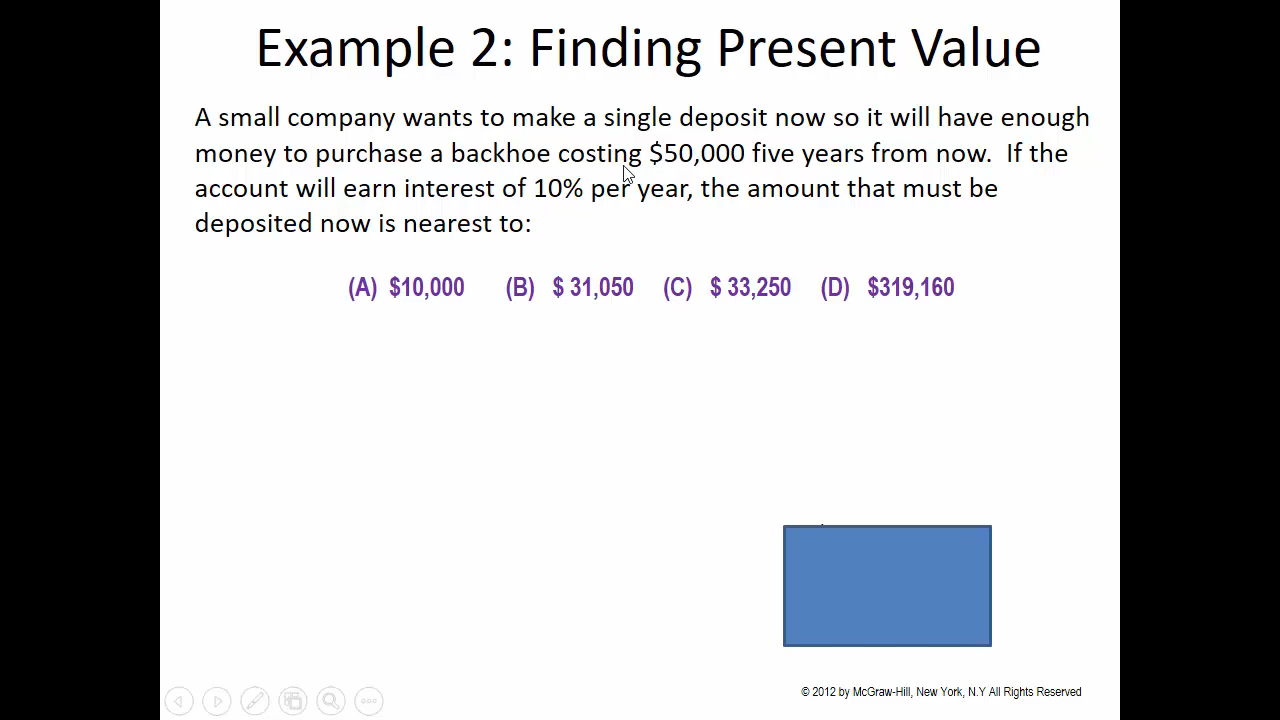 Example 2: Finding Present Value
A small company wants to make a single deposit now so it will have enough
money to purchase a backhoe costing $50,000 five years from now.  If the
account will earn interest of 10% per year, the amount that must be
deposited now is nearest to:
(A) $10,000 (B) $ 31,050 (C) $ 33,250 (D) $319,160
© 2012 by McGraw-Hill, New York, N.Y All Rights Reserved